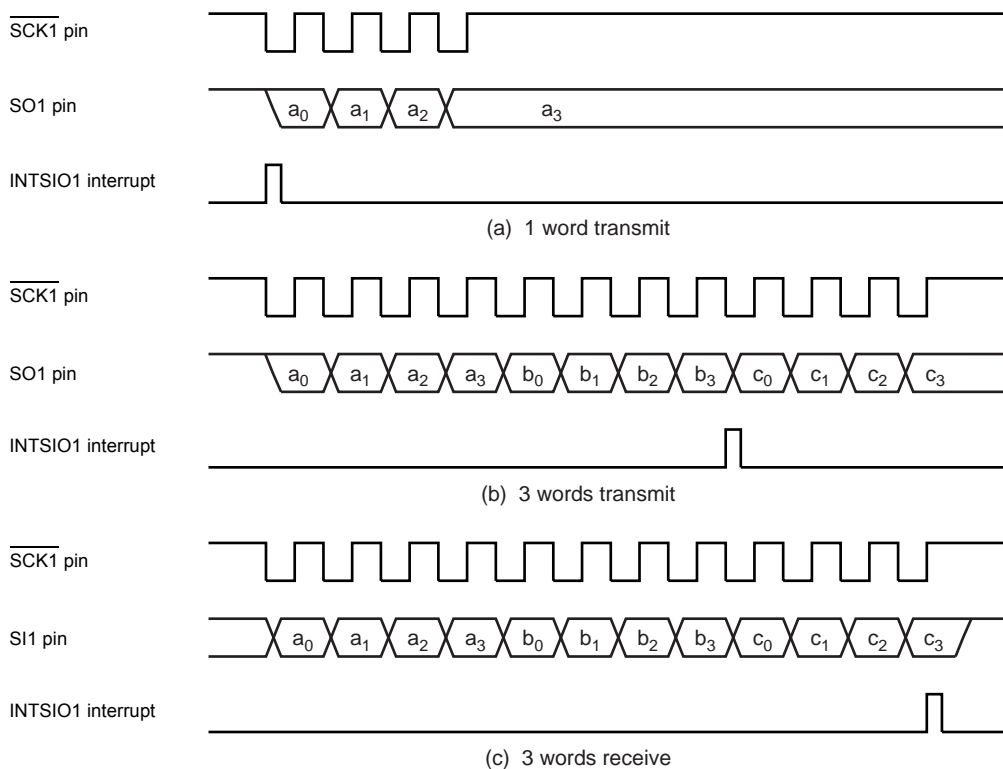 SCK1 pin
SO1 pin a₀ a₁ a₂ a₃
INTSIO1 interrupt
(a) 1 word transmit
SCK1 pin
SO1 pin a₀ a₁ a₂ a₃ b₀ b₁ b₂ b₃ c₀ c₁ c₂ c₃
INTSIO1 interrupt
(b) 3 words transmit
SCK1 pin
SI1 pin a₀ a₁ a₂ a₃ b₀ b₁ b₂ b₃ c₀ c₁ c₂ c₃
INTSIO1 interrupt
(c) 3 words receive